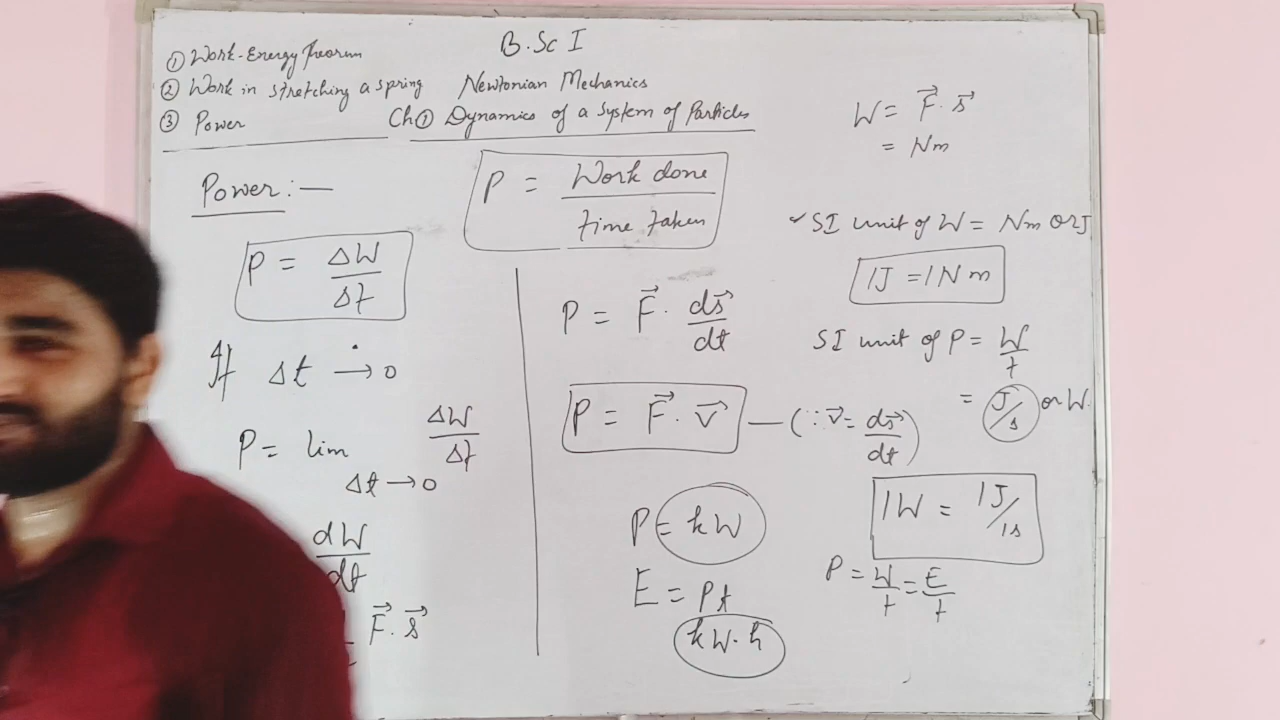 B.Sc I
① Work-Energy Theorem
② Work in stretching a spring
③ Power
Newtonian Mechanics
Ch ① Dynamics of a System of Particles
Power :—
P = Work done / time taken
P = ΔW / Δt
If Δt → 0
P = lim ΔW / Δt
Δt → 0
dW / dt
F⃗ . s⃗
P = F⃗ . ds⃗ / dt
P = F⃗ . v⃗ — (∵ v⃗ = ds⃗ / dt)
P = kW
E = Pt
kW.h
W = F⃗ . s⃗
= Nm
SI unit of W = Nm or J
1J = 1Nm
SI unit of P = W / t
= J/s or W.
1W = 1J / 1s
P = W / t = E / t